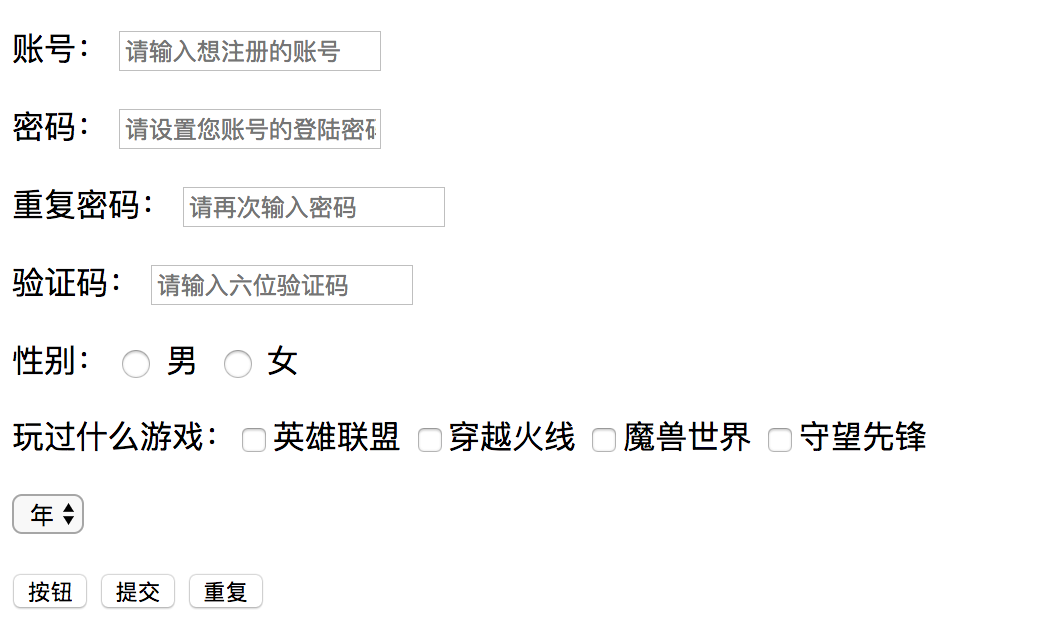 账号： 请输入想注册的账号
密码： 请设置您账号的登陆密
重复密码： 请再次输入密码
验证码： 请输入六位验证码
性别： 男 女
玩过什么游戏： 英雄联盟 穿越火线 魔兽世界 守望先锋
年
按钮 提交 重复